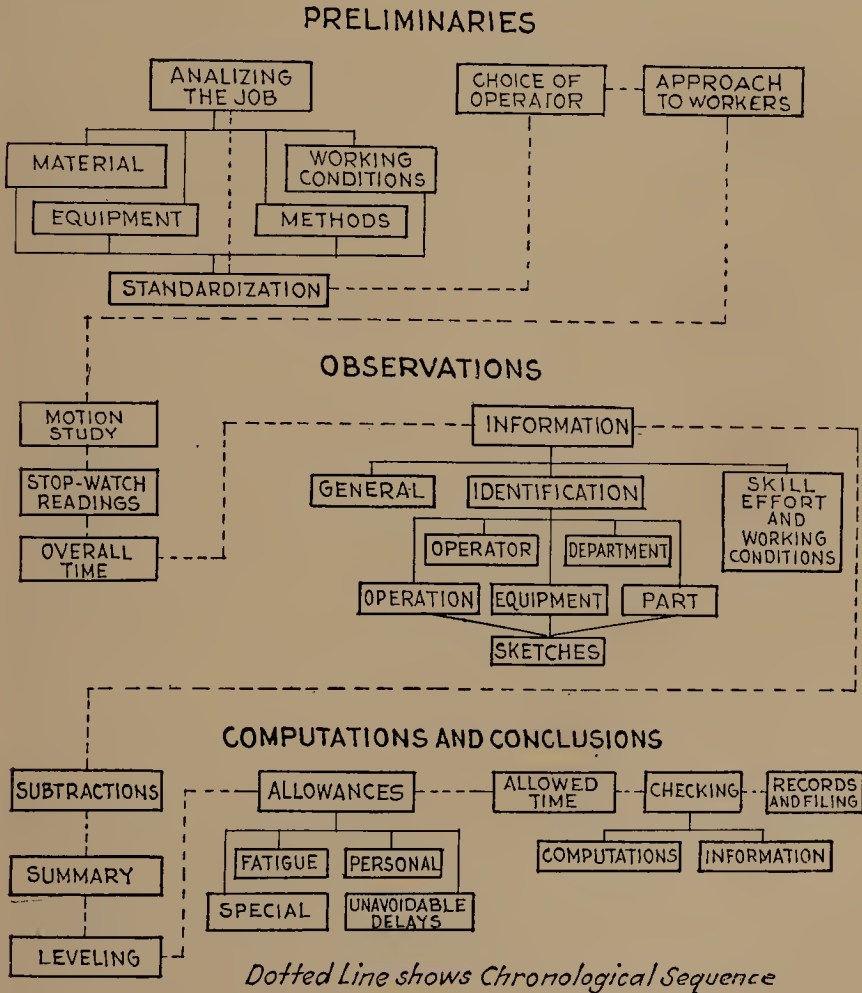 PRELIMINARIES
ANALIZING
THE JOB
CHOICE OF
OPERATOR
APPROACH
TO WORKERS
MATERIAL
WORKING
CONDITIONS
EQUIPMENT
METHODS
STANDARDIZATION
OBSERVATIONS
MOTION
STUDY
STOP-WATCH
READINGS
OVERALL
TIME
INFORMATION
GENERAL
IDENTIFICATION
SKILL
EFFORT
AND
WORKING
CONDITIONS
OPERATOR
DEPARTMENT
OPERATION
EQUIPMENT
PART
SKETCHES
COMPUTATIONS AND CONCLUSIONS
SUBTRACTIONS
SUMMARY
LEVELING
ALLOWANCES
FATIGUE
PERSONAL
SPECIAL
UNAVOIDABLE
DELAYS
ALLOWED
TIME
CHECKING
COMPUTATIONS
INFORMATION
RECORDS
AND FILING
Dotted Line shows Chronological Sequence